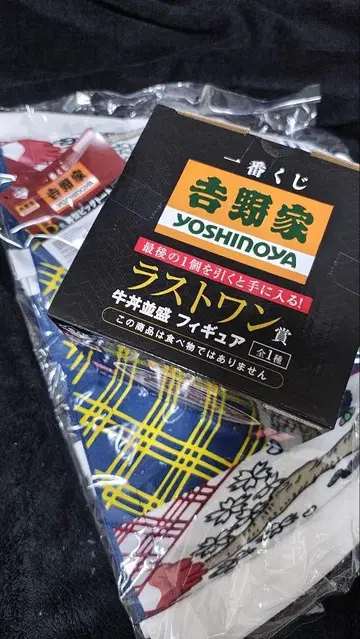 一番くじ
吉野家
YOSHINOYA
最後の1個を引くと手に入る!
ラストワン賞
牛丼並盛 フィギュア 全1種
この商品は食べ物ではありません
吉野家